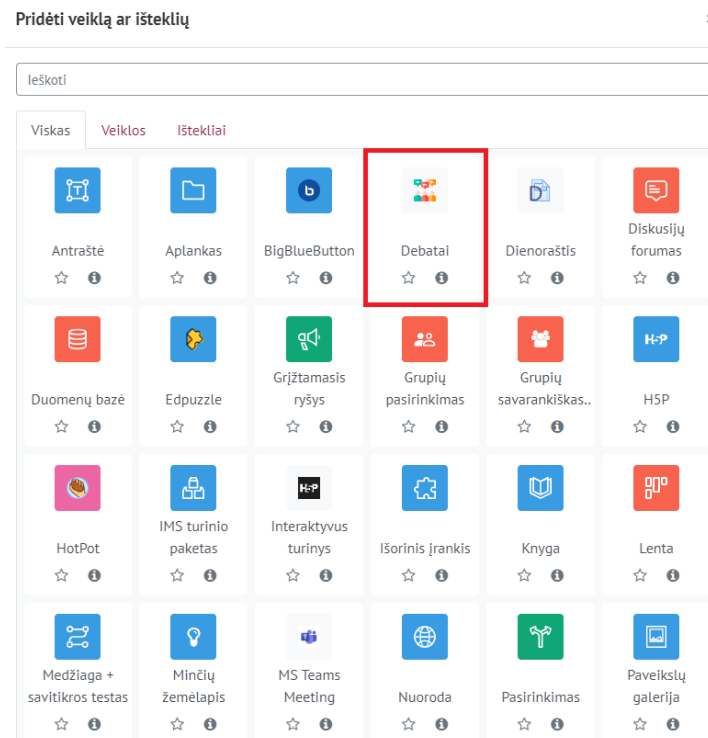 Pridėti veiklą ar išteklių
Ieškoti
Viskas Veiklos Ištekliai
Antraštė
Aplankas
BigBlueButton
Debatai
Dienoraštis
Diskusijų
forumas
Duomenų bazė
Edpuzzle
Grįžtamasis
ryšys
Grupių
pasirinkimas
Grupių
savarankiškas..
H5P
H5P
HotPot
IMS turinio
paketas
H5P
Interaktyvus
turinys
Išorinis įrankis
Knyga
Lenta
Medžiaga +
savitikros testas
Minčių
žemėlapis
MS Teams
Meeting
Nuoroda
Pasirinkimas
Paveikslų
galerija